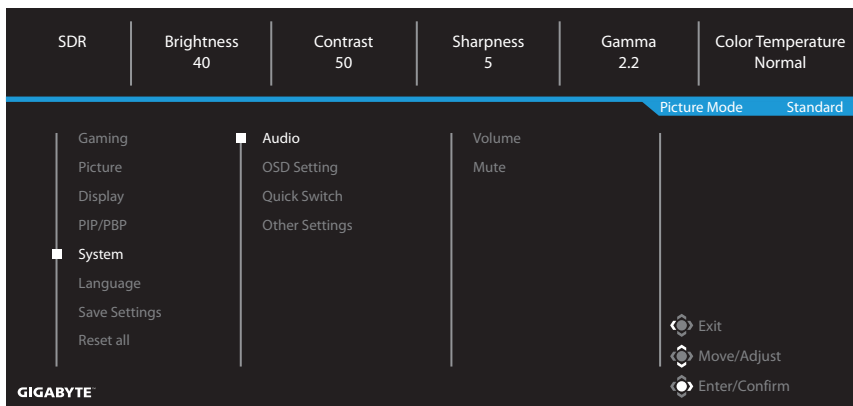 SDR Brightness Contrast Sharpness Gamma Color Temperature
40 50 5 2.2 Normal
Picture Mode Standard
Gaming Audio Volume
Picture OSD Setting Mute
Display Quick Switch
PIP/PBP Other Settings
System
Language
Save Settings
Exit
Reset all
Move/Adjust
Enter/Confirm
GIGABYTE™